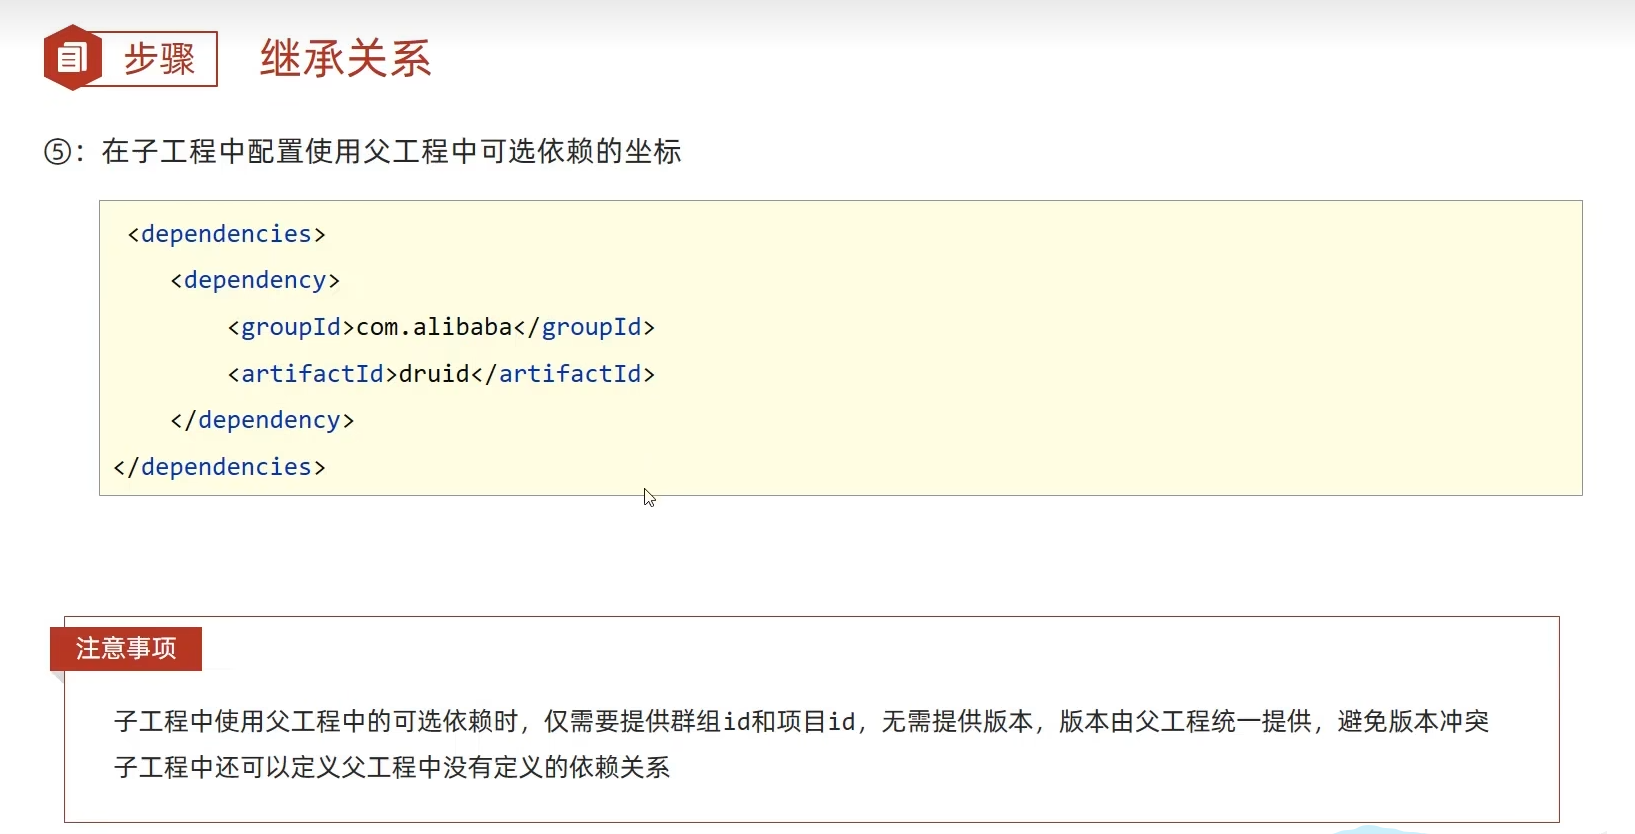 步骤 继承关系
⑤：在子工程中配置使用父工程中可选依赖的坐标
<dependencies>
<dependency>
<groupId>com.alibaba</groupId>
<artifactId>druid</artifactId>
</dependency>
</dependencies>
注意事项
子工程中使用父工程中的可选依赖时，仅需要提供群组id和项目id，无需提供版本，版本由父工程统一提供，避免版本冲突
子工程中还可以定义父工程中没有定义的依赖关系